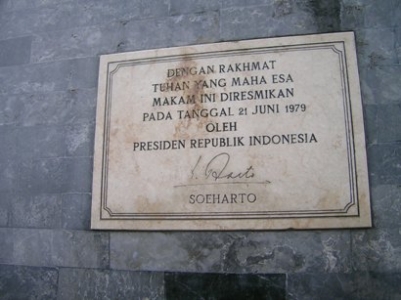 DENGAN RAKHMAT
TUHAN YANG MAHA ESA
MAKAM INI DIRESMIKAN
PADA TANGGAL 21 JUNI 1979
OLEH
PRESIDEN REPUBLIK INDONESIA
SOEHARTO